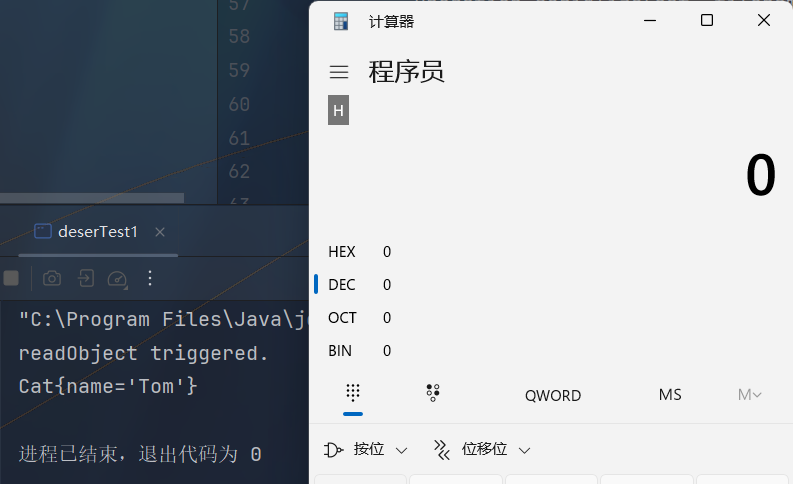 57
58
59
60
61
62
deserTest1
"C:\Program Files\Java\j
readObject triggered.
Cat{name='Tom'}
进程已结束，退出代码为 0
计算器
程序员
H
0
HEX 0
DEC 0
OCT 0
BIN 0
QWORD MS M
按位 位移位